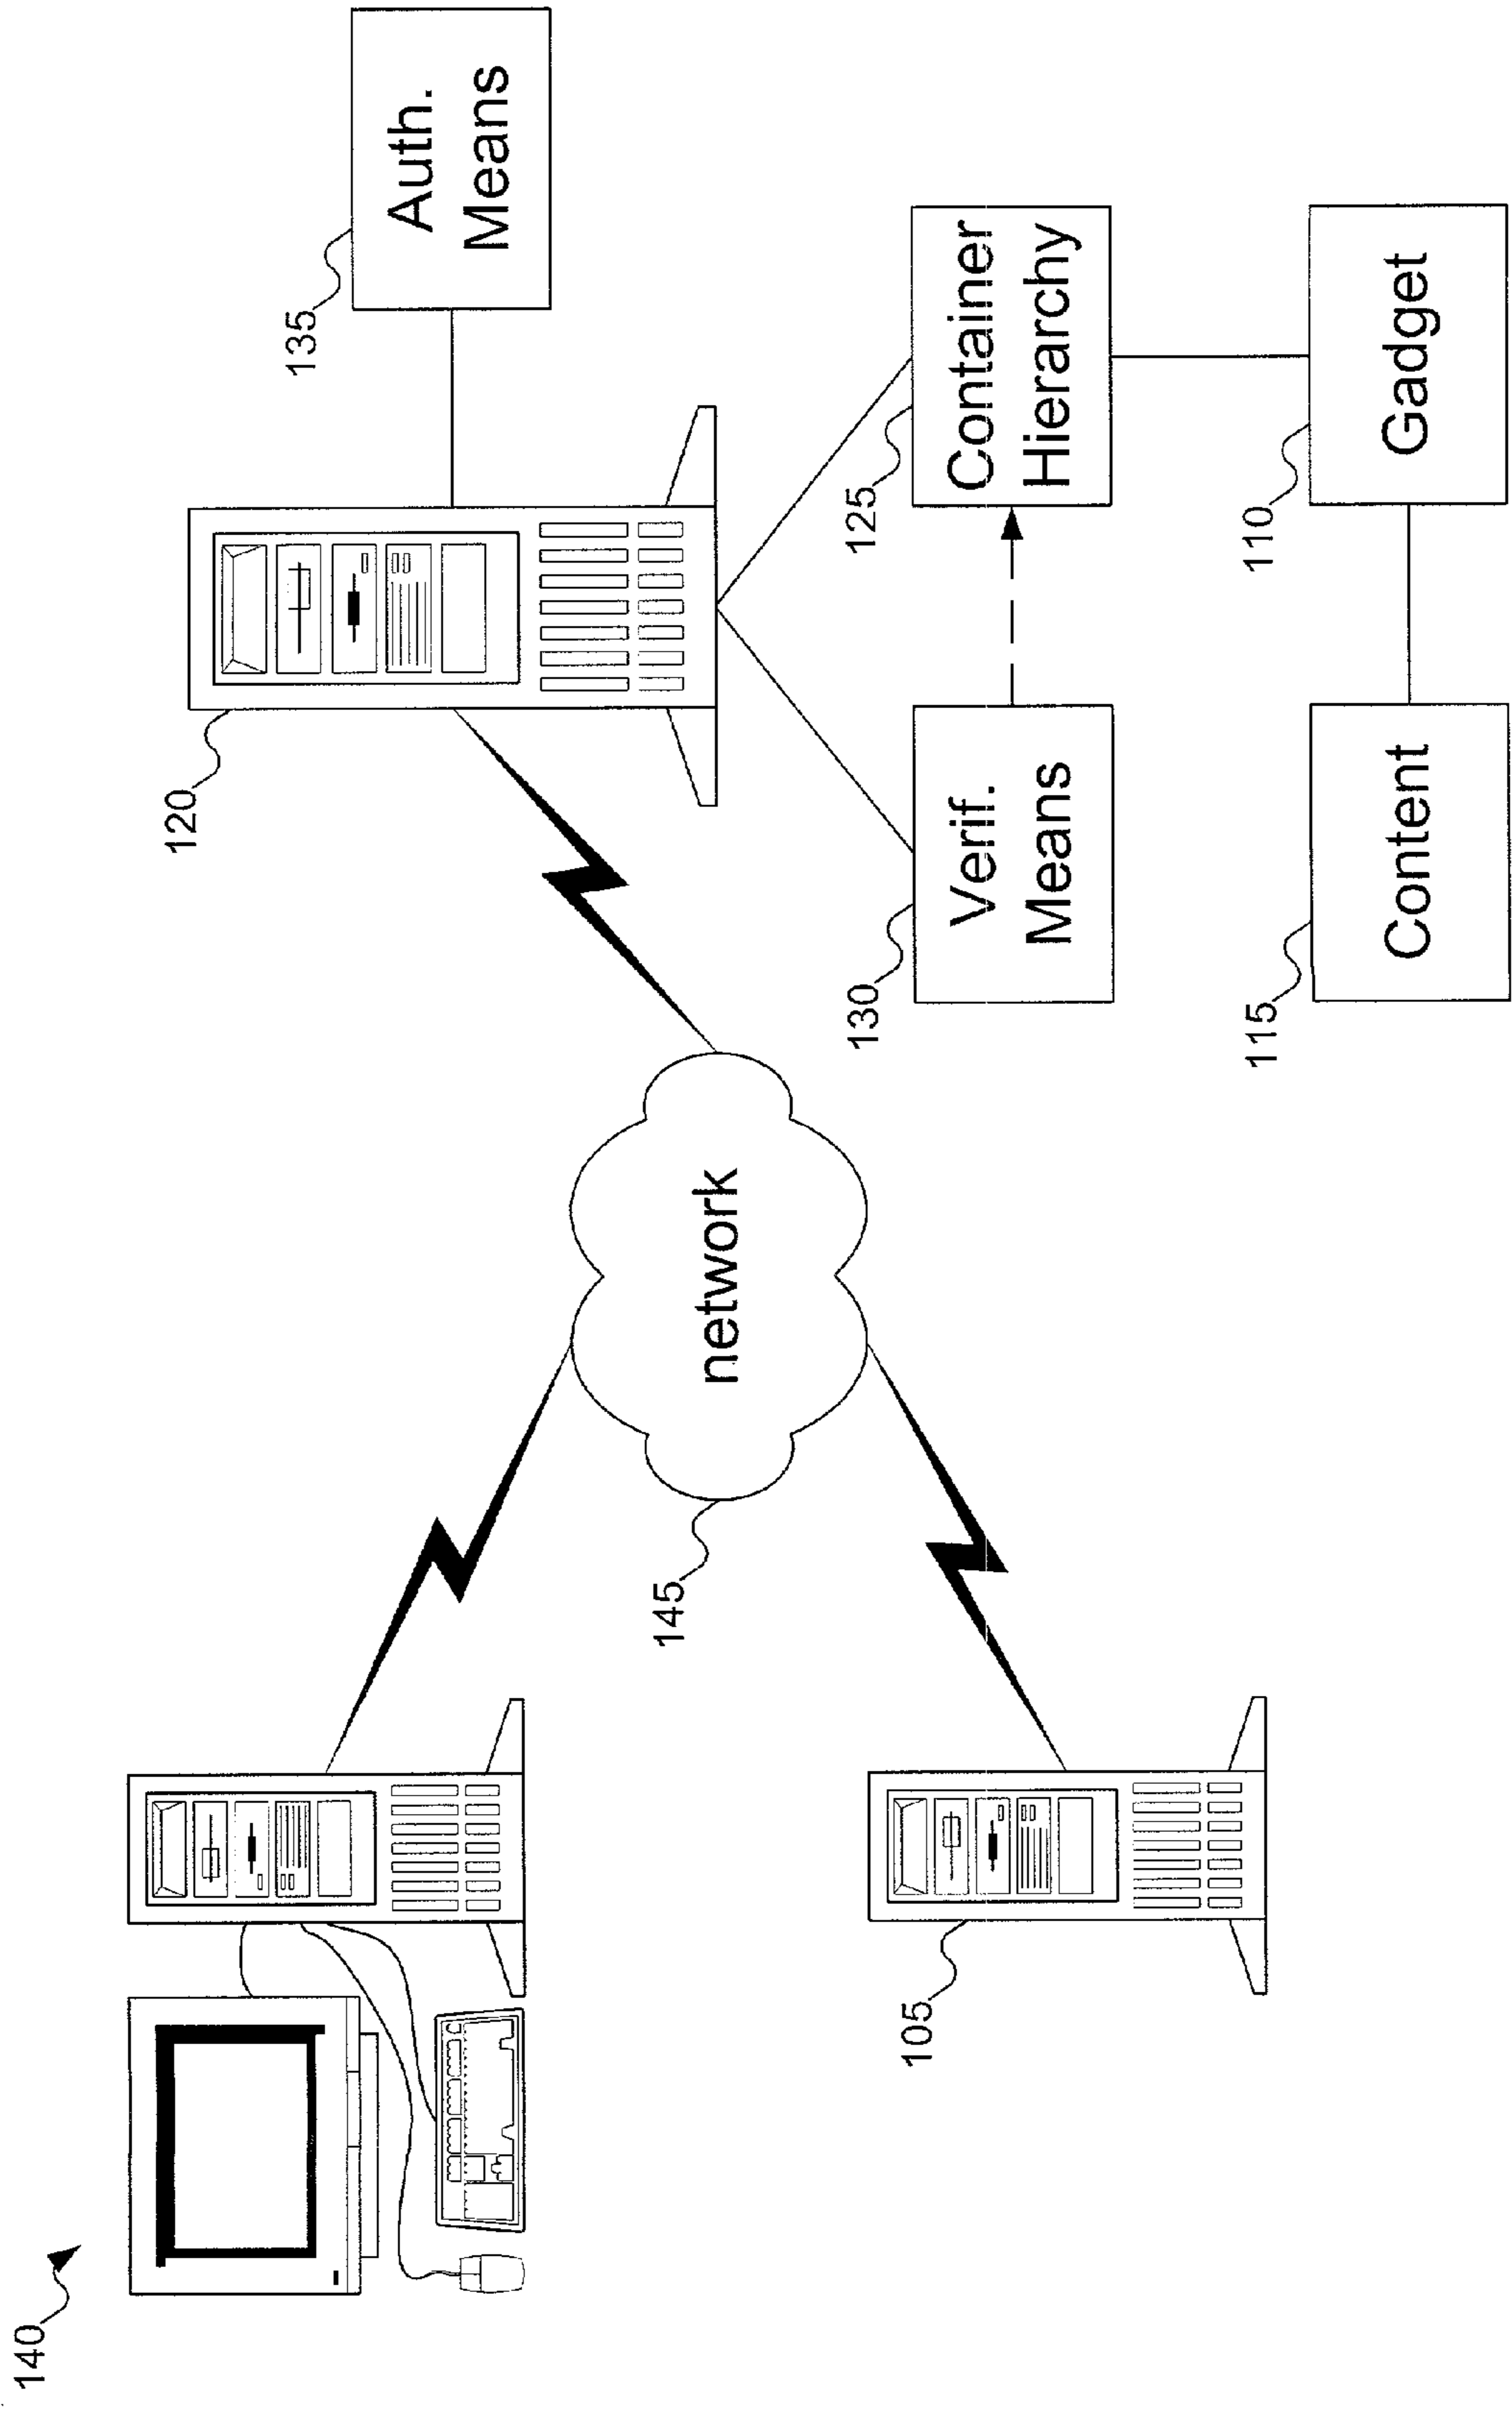 140
120
135
Auth.
Means
145
network
105
130
Verif.
Means
125
Container
Hierarchy
115
Content
110
Gadget